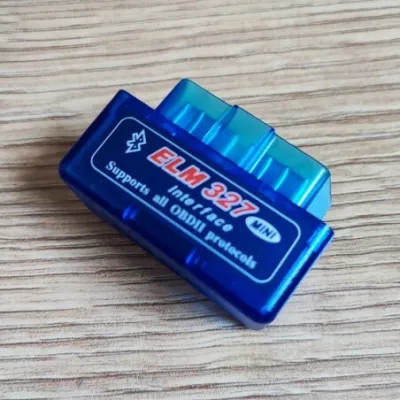 ELM 327
Interface MINI
Supports all OBDII protocols